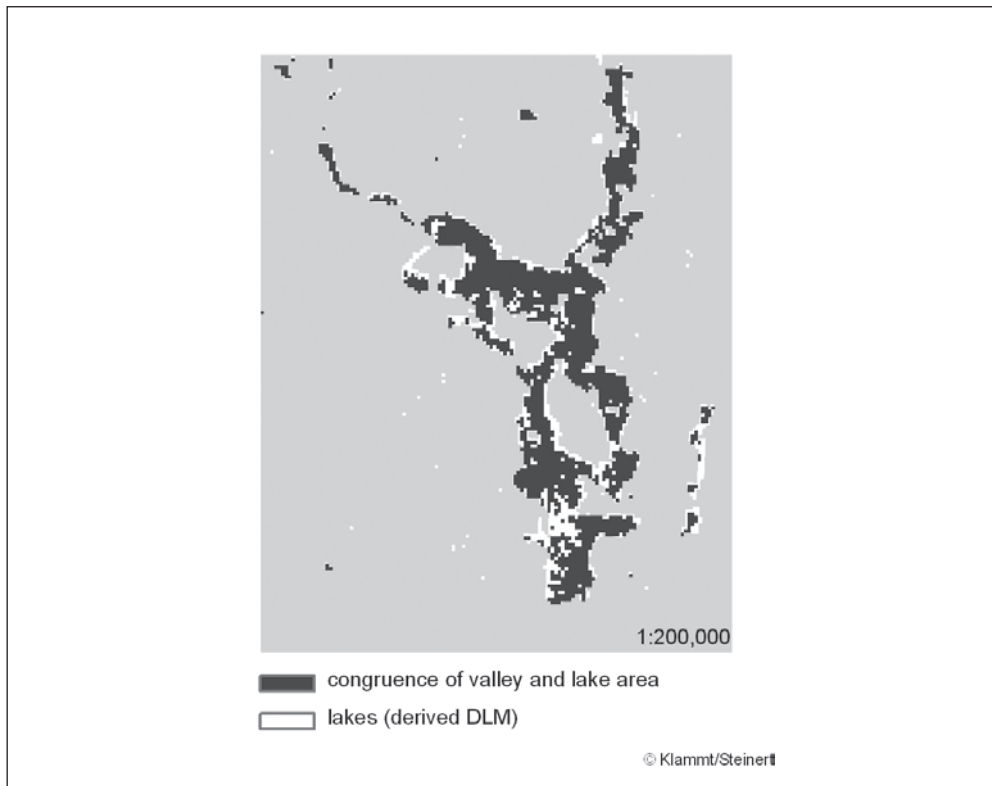 1:200,000
congruence of valley and lake area
lakes (derived DLM)
© Klammt/Steinert